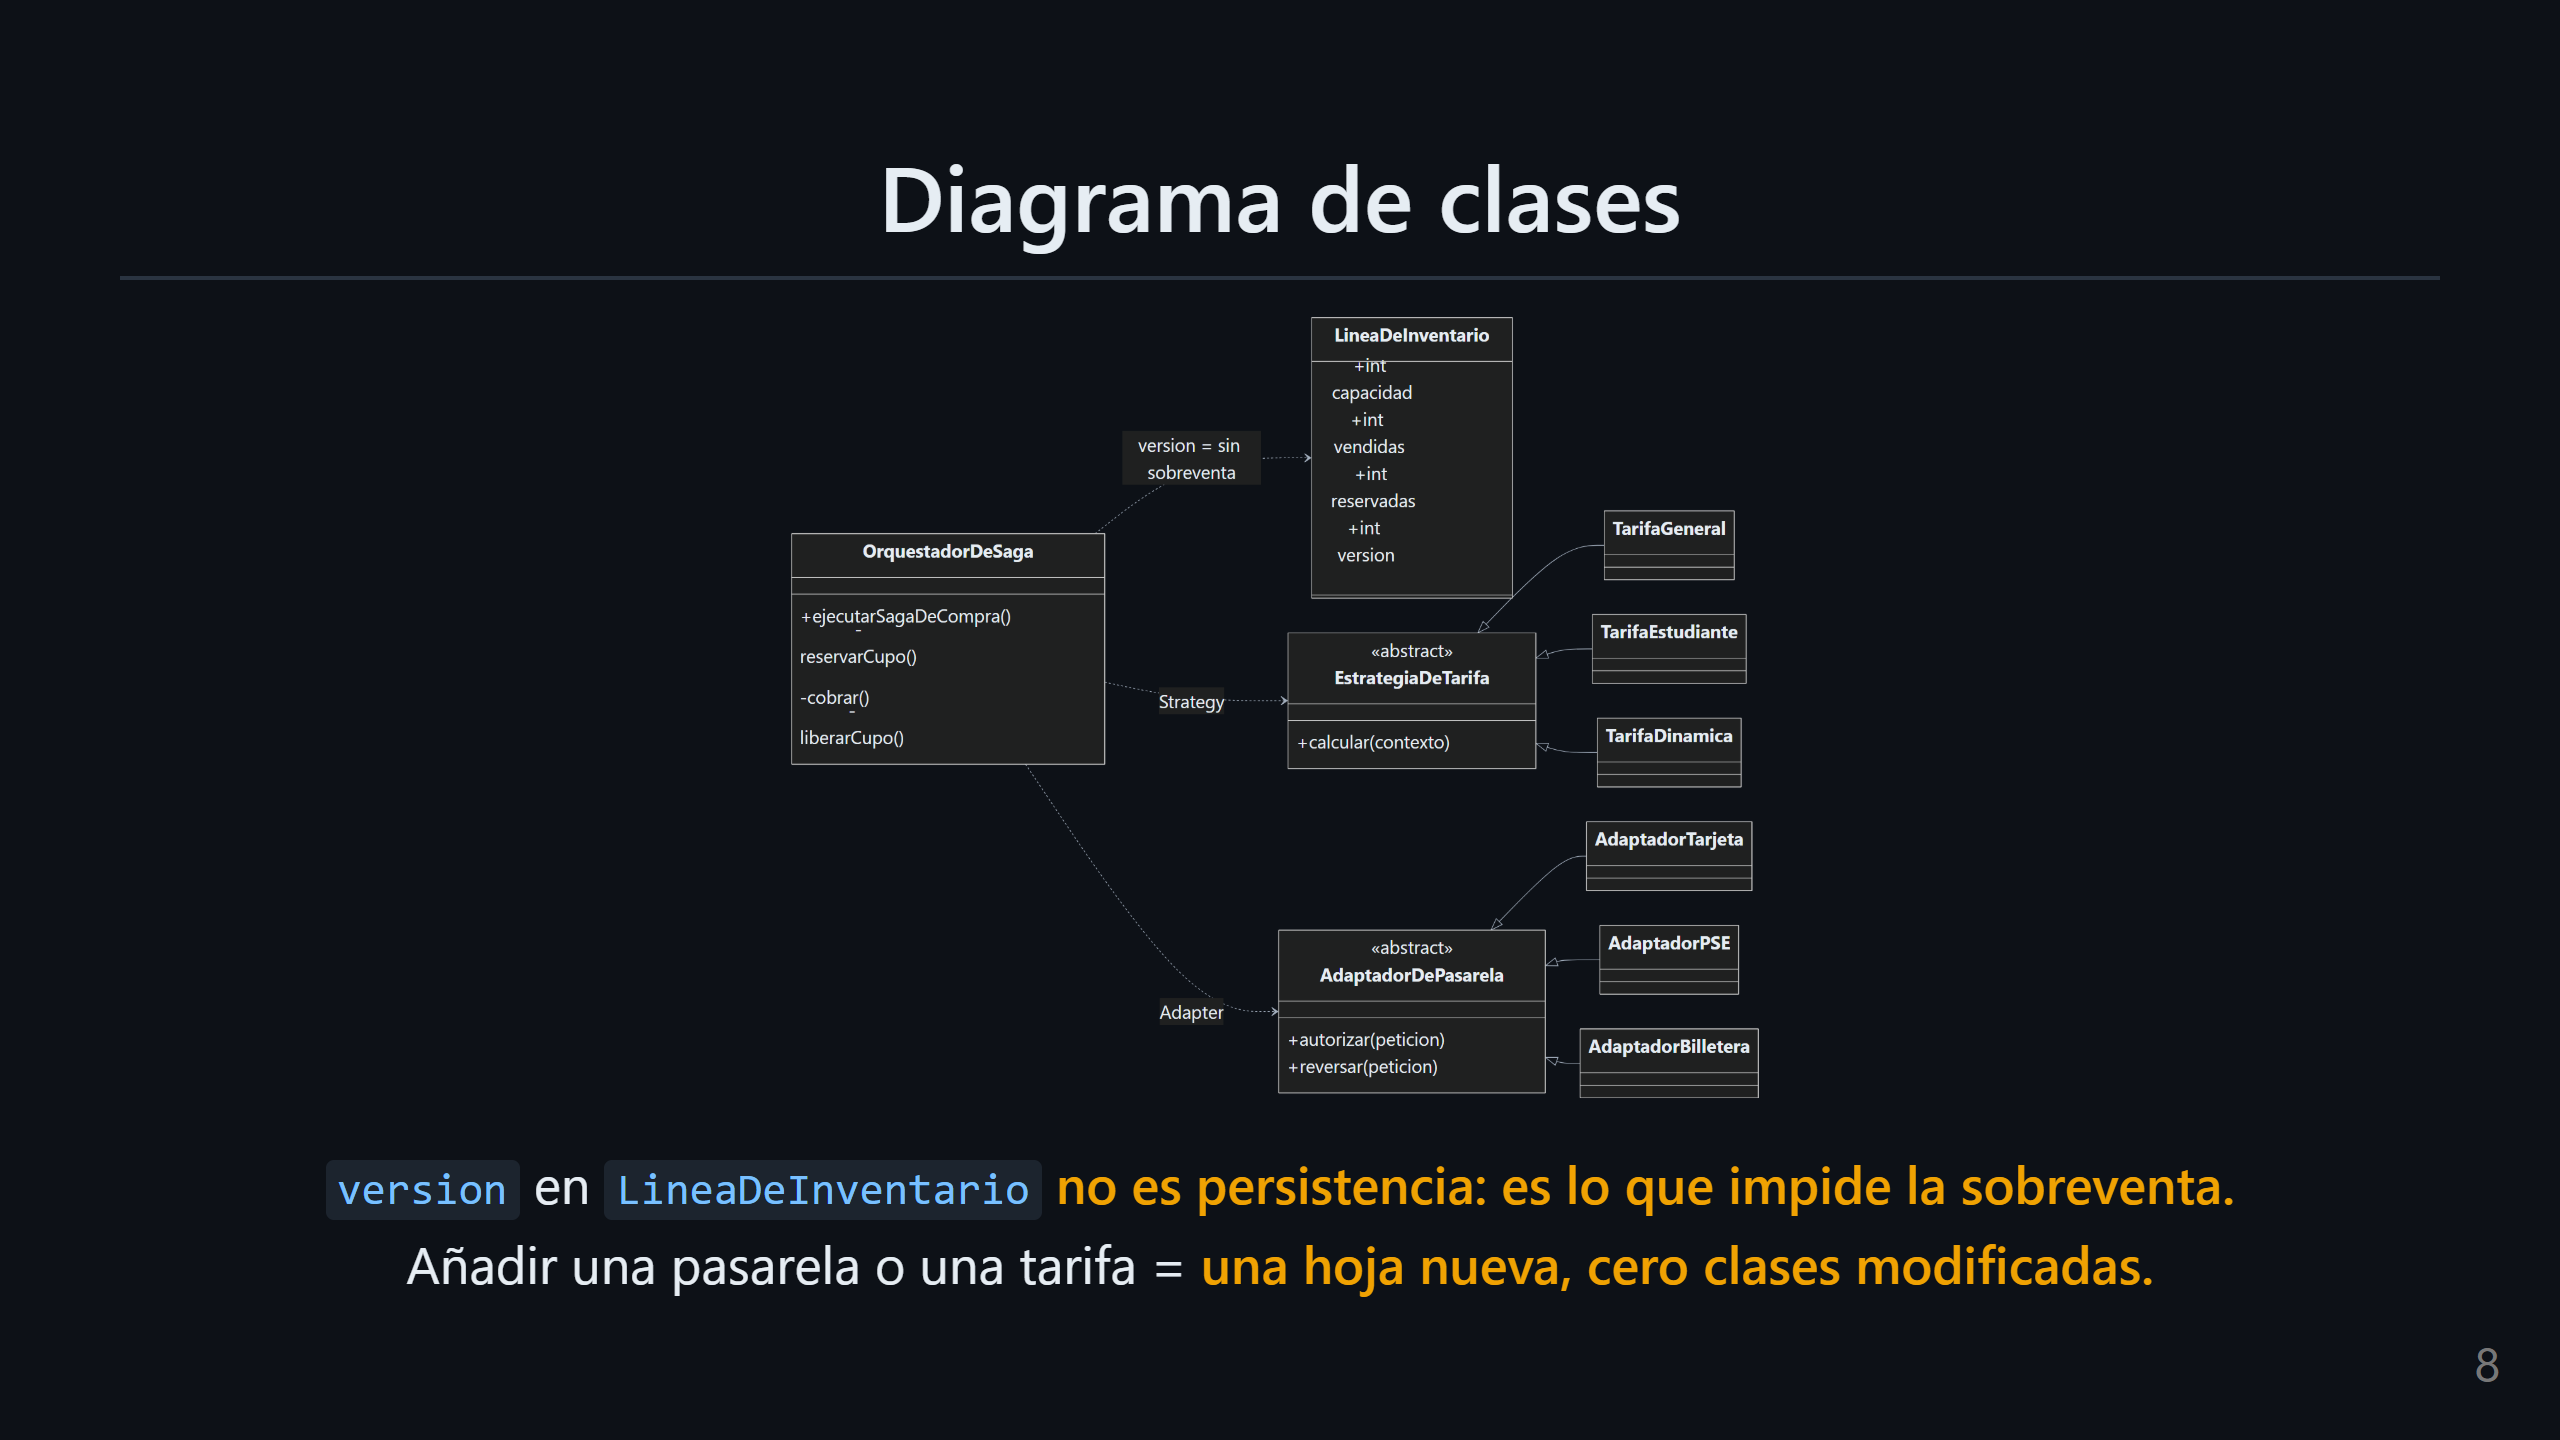 Diagrama de clases
LineaDeInventario
+int
capacidad
+int
vendidas
+int
reservadas
+int
version
version = sin
sobreventa
OrquestadorDeSaga
+ejecutarSagaDeCompra()
-
reservarCupo()
-cobrar()
-
liberarCupo()
Strategy
«abstract»
EstrategiaDeTarifa
+calcular(contexto)
TarifaGeneral
TarifaEstudiante
TarifaDinamica
Adapter
«abstract»
AdaptadorDePasarela
+autorizar(peticion)
+reversar(peticion)
AdaptadorTarjeta
AdaptadorPSE
AdaptadorBilletera
version en LineaDeInventario no es persistencia: es lo que impide la sobreventa.
Añadir una pasarela o una tarifa = una hoja nueva, cero clases modificadas.
8